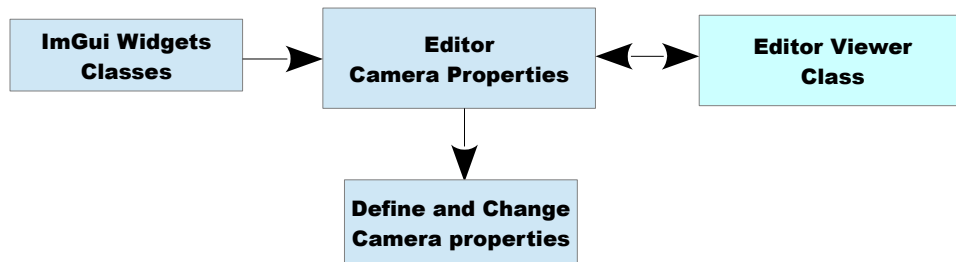 ImGui Widgets
Classes
Editor
Camera Properties
Editor Viewer
Class
Define and Change
Camera properties